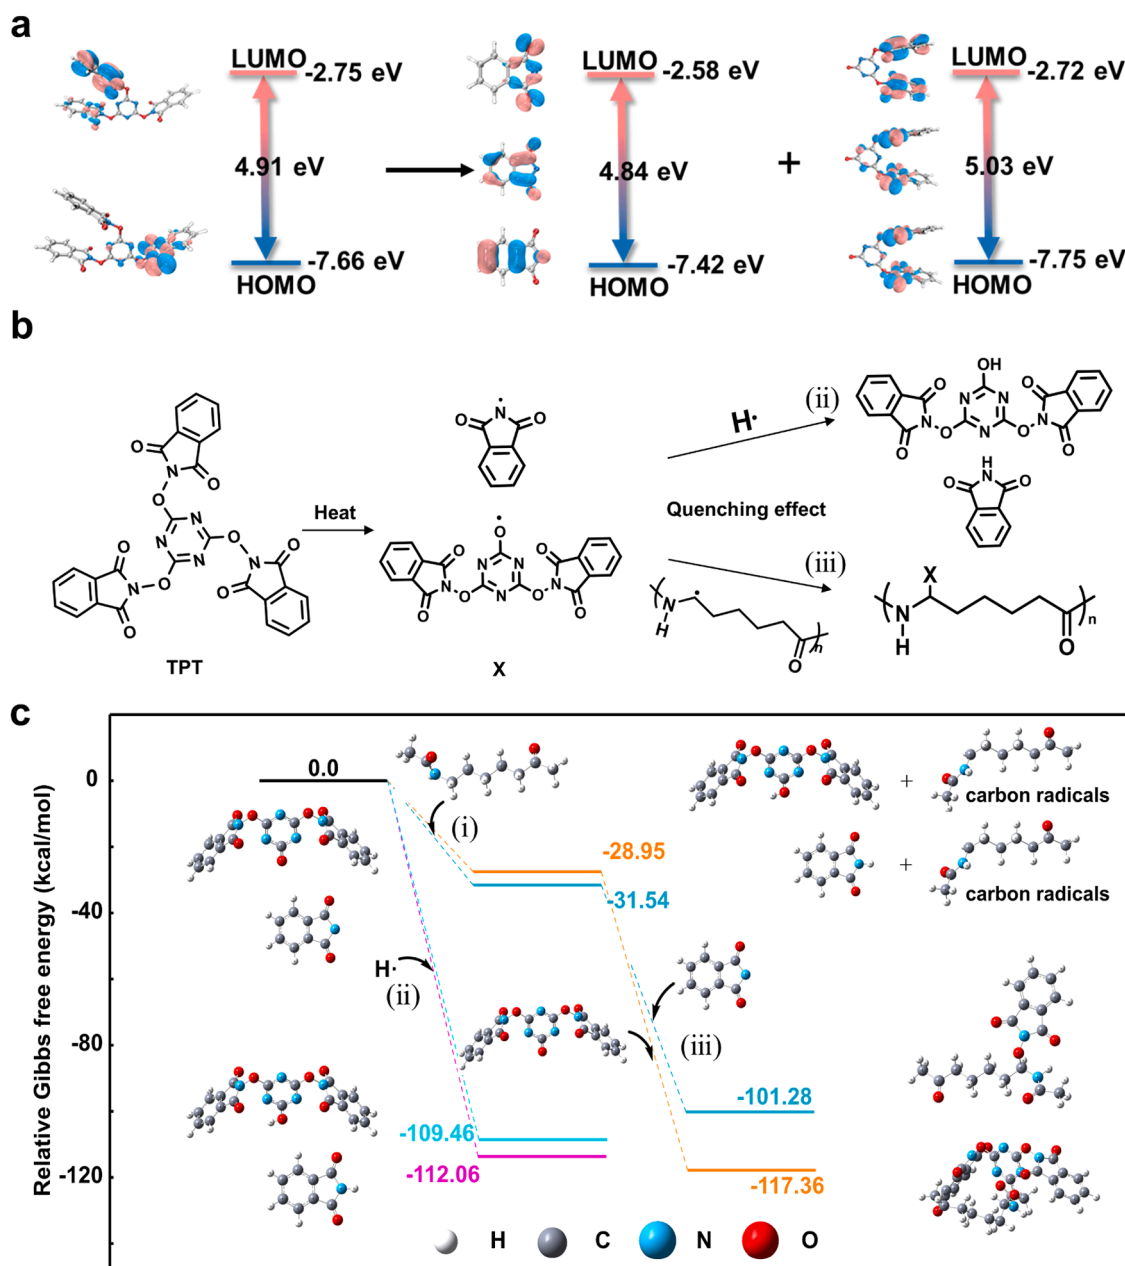 a
LUMO
-2.75 eV
4.91 eV
-7.66 eV
HOMO
LUMO
-2.58 eV
4.84 eV
-7.42 eV
HOMO
+
LUMO
-2.72 eV
5.03 eV
-7.75 eV
HOMO
b
O
N
O
O
O
N
N
N
N
O
O
N
O
O
N
O
O
TPT
Heat
N
O
O
O
N
N
N
O
N
O
O
O
N
O
O
X
H·
(ii)
Quenching effect
(iii)
N
H
O
n
OH
N
N
N
O
N
O
O
O
N
O
O
H
N
O
O
X
N
H
O
n
c
Relative Gibbs free energy (kcal/mol)
0
-40
-80
-120
0.0
(i)
-28.95
-31.54
H·
(ii)
(iii)
-109.46
-112.06
-101.28
-117.36
+
carbon radicals
+
carbon radicals
H C N O